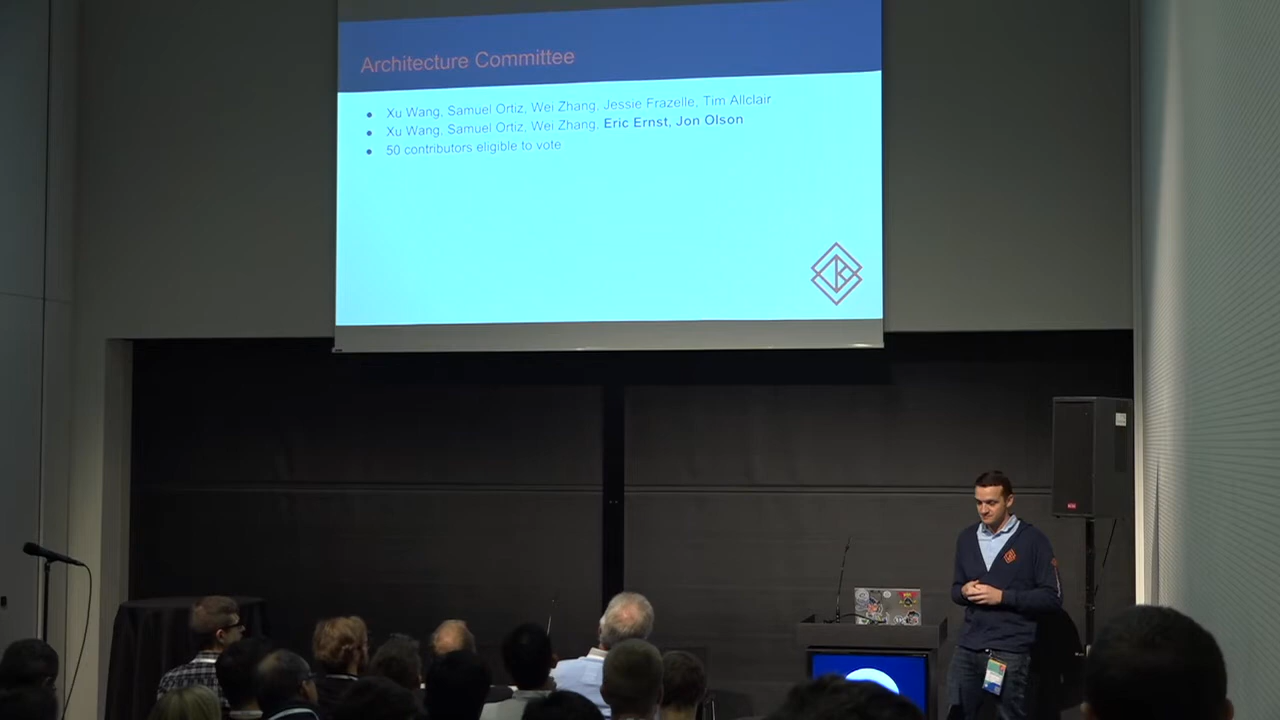 Architecture Committee
Xu Wang, Samuel Ortiz, Wei Zhang, Jessie Frazelle, Tim Allclair
Xu Wang, Samuel Ortiz, Wei Zhang, Eric Ernst, Jon Olson
50 contributors eligible to vote